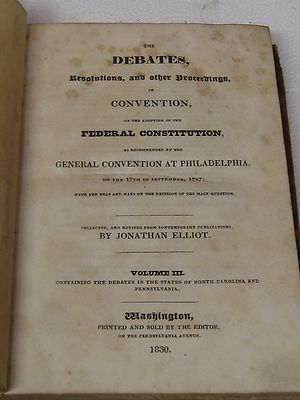 THE
DEBATES,
Resolutions, and other Proceedings,
IN
CONVENTION,
ON THE ADOPTION OF THE
FEDERAL CONSTITUTION,
AS RECOMMENDED BY THE
GENERAL CONVENTION AT PHILADELPHIA,
ON THE 17TH OF SEPTEMBER, 1787:
WITH THE YEAS AND NAYS ON THE DECISION OF THE MAIN QUESTION.
COLLECTED, AND REVISED FROM CONTEMPORARY PUBLICATIONS,
BY JONATHAN ELLIOT.
VOLUME III.
CONTAINING THE DEBATES IN THE STATES OF NORTH CAROLINA AND
PENNSYLVANIA.
Washington,
PRINTED AND SOLD BY THE EDITOR,
ON THE PENNSYLVANIA AVENUE.
1830.